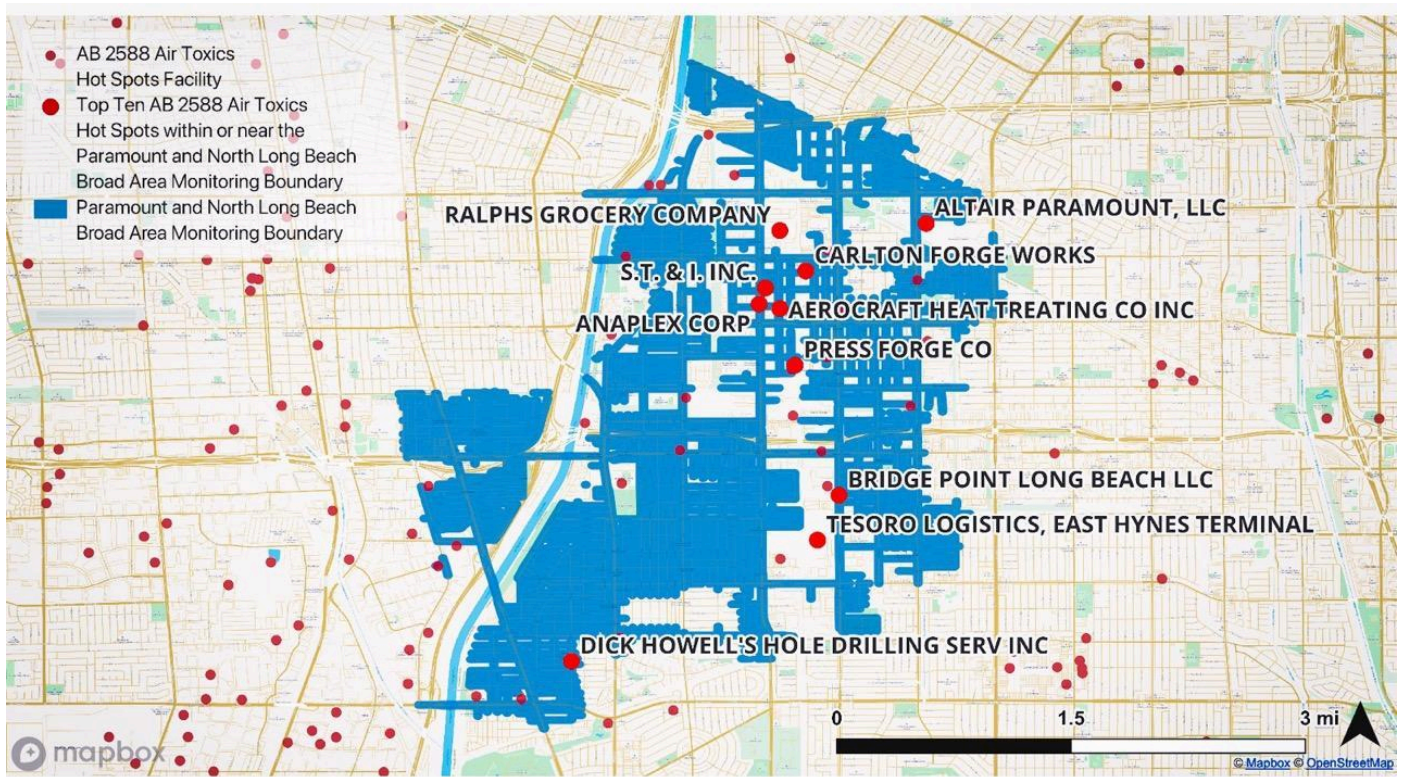 AB 2588 Air Toxics
Hot Spots Facility
Top Ten AB 2588 Air Toxics
Hot Spots within or near the
Paramount and North Long Beach
Broad Area Monitoring Boundary
Paramount and North Long Beach
Broad Area Monitoring Boundary
RALPHS GROCERY COMPANY
ALTAIR PARAMOUNT, LLC
CARLTON FORGE WORKS
S.T. & I. INC.
AEROCRAFT HEAT TREATING CO INC
ANAPLEX CORP
PRESS FORGE CO
BRIDGE POINT LONG BEACH LLC
TESORO LOGISTICS, EAST HYNES TERMINAL
DICK HOWELL'S HOLE DRILLING SERV INC
0 1.5 3 mi
mapbox
© Mapbox © OpenStreetMap